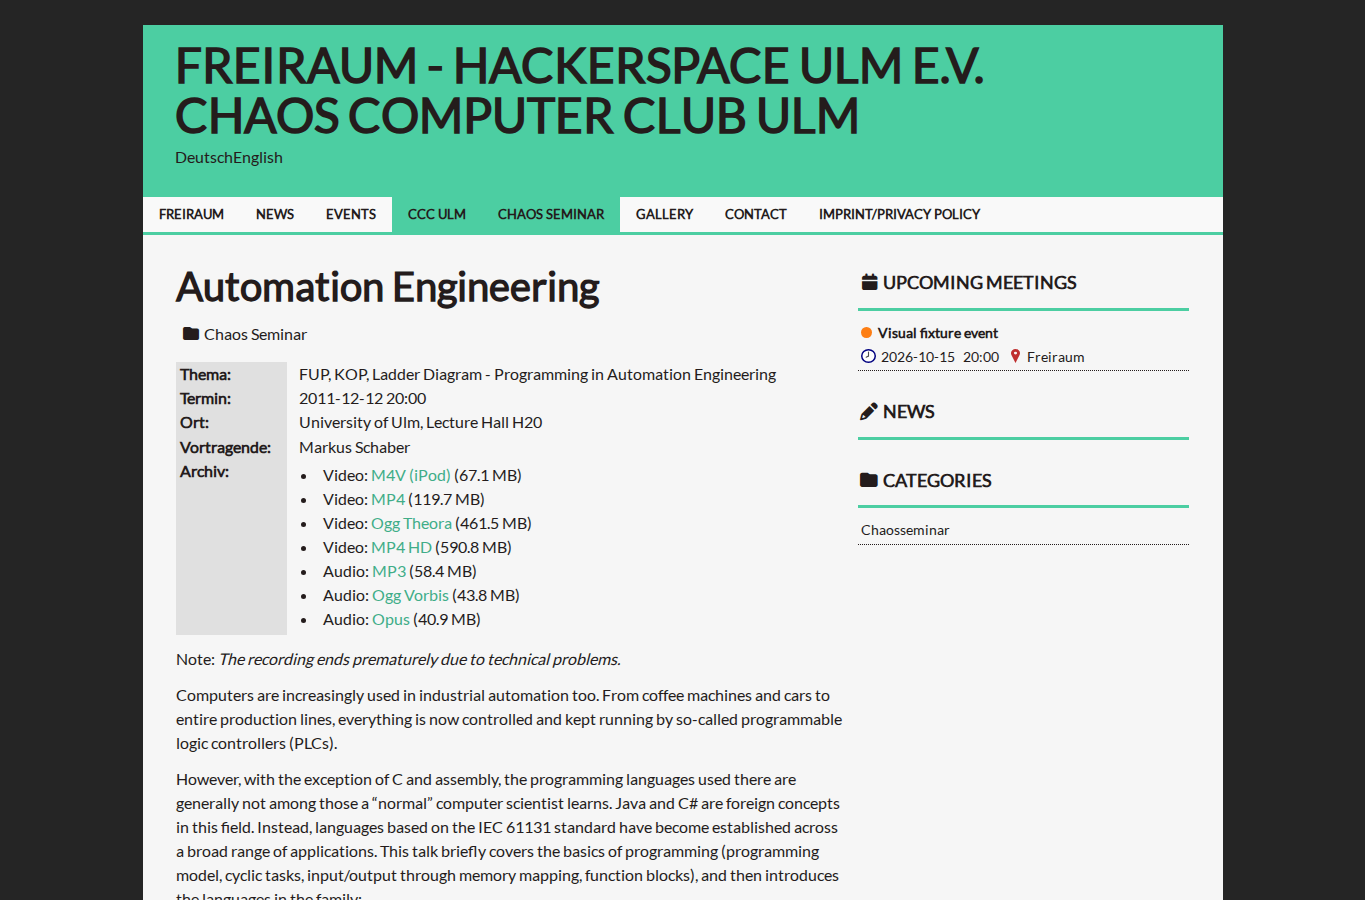 FREIRAUM - HACKERSPACE ULM E.V.
CHAOS COMPUTER CLUB ULM
DeutschEnglish
FREIRAUM NEWS EVENTS CCC ULM CHAOS SEMINAR GALLERY CONTACT IMPRINT/PRIVACY POLICY
Automation Engineering
Chaos Seminar
Thema: FUP, KOP, Ladder Diagram - Programming in Automation Engineering
Termin: 2011-12-12 20:00
Ort: University of Ulm, Lecture Hall H20
Vortragende: Markus Schaber
Archiv:
• Video: M4V (iPod) (67.1 MB)
• Video: MP4 (119.7 MB)
• Video: Ogg Theora (461.5 MB)
• Video: MP4 HD (590.8 MB)
• Audio: MP3 (58.4 MB)
• Audio: Ogg Vorbis (43.8 MB)
• Audio: Opus (40.9 MB)
Note: The recording ends prematurely due to technical problems.
Computers are increasingly used in industrial automation too. From coffee machines and cars to
entire production lines, everything is now controlled and kept running by so-called programmable
logic controllers (PLCs).
However, with the exception of C and assembly, the programming languages used there are
generally not among those a “normal” computer scientist learns. Java and C# are foreign concepts
in this field. Instead, languages based on the IEC 61131 standard have become established across
a broad range of applications. This talk briefly covers the basics of programming (programming
model, cyclic tasks, input/output through memory mapping, function blocks), and then introduces
the languages in the family:
UPCOMING MEETINGS
Visual fixture event
2026-10-15 20:00 Freiraum
NEWS
CATEGORIES
Chaosseminar